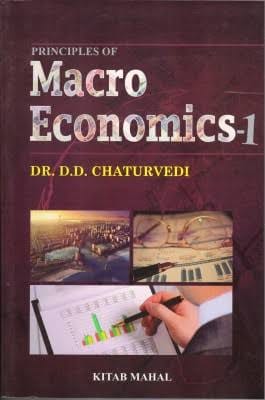 PRINCIPLES OF
Macro
Economics-1
DR. D.D. CHATURVEDI
KITAB MAHAL